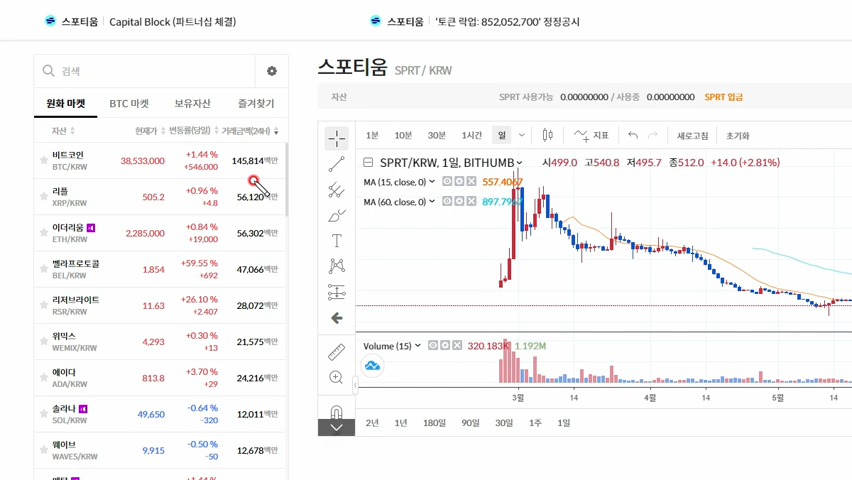 스포티움 Capital Block (파트너십 체결)
스포티움 '토큰 락업: 852,052,700' 정정공시
검색
원화 마켓 BTC 마켓 보유자산 즐겨찾기
자산 현재가 변동률(당일) 거래금액(24H)
비트코인 38,533,000 +1.44 % 145,814백만
BTC/KRW +546,000
리플 505.2 +0.96 % 56,120백만
XRP/KRW +4.8
이더리움 2,285,000 +0.84 % 56,302백만
ETH/KRW +19,000
벨라프로토콜 1,854 +59.55 % 47,066백만
BEL/KRW +692
리저브라이트 11.63 +26.10 % 28,072백만
RSR/KRW +2.407
위믹스 4,293 +0.30 % 21,575백만
WEMIX/KRW +13
에이다 813.8 +3.70 % 24,216백만
ADA/KRW +29
솔라나 49,650 -0.64 % 12,011백만
SOL/KRW -320
웨이브 9,915 -0.50 % 12,678백만
WAVES/KRW -50
스포티움 SPRT/ KRW
자산 SPRT 사용가능 0.00000000 / 사용중 0.00000000 SPRT 입금
1분 10분 30분 1시간 일 지표 새로고침 초기화
SPRT/KRW, 1일, BITHUMB 시499.0 고540.8 저495.7 종512.0 +14.0 (+2.81%)
MA (15, close, 0) 557.4067
MA (60, close, 0)
Volume (15) 320.183K 1.192M
3월 14 4월 14 5월 14
2년 1년 180일 90일 30일 1주 1일